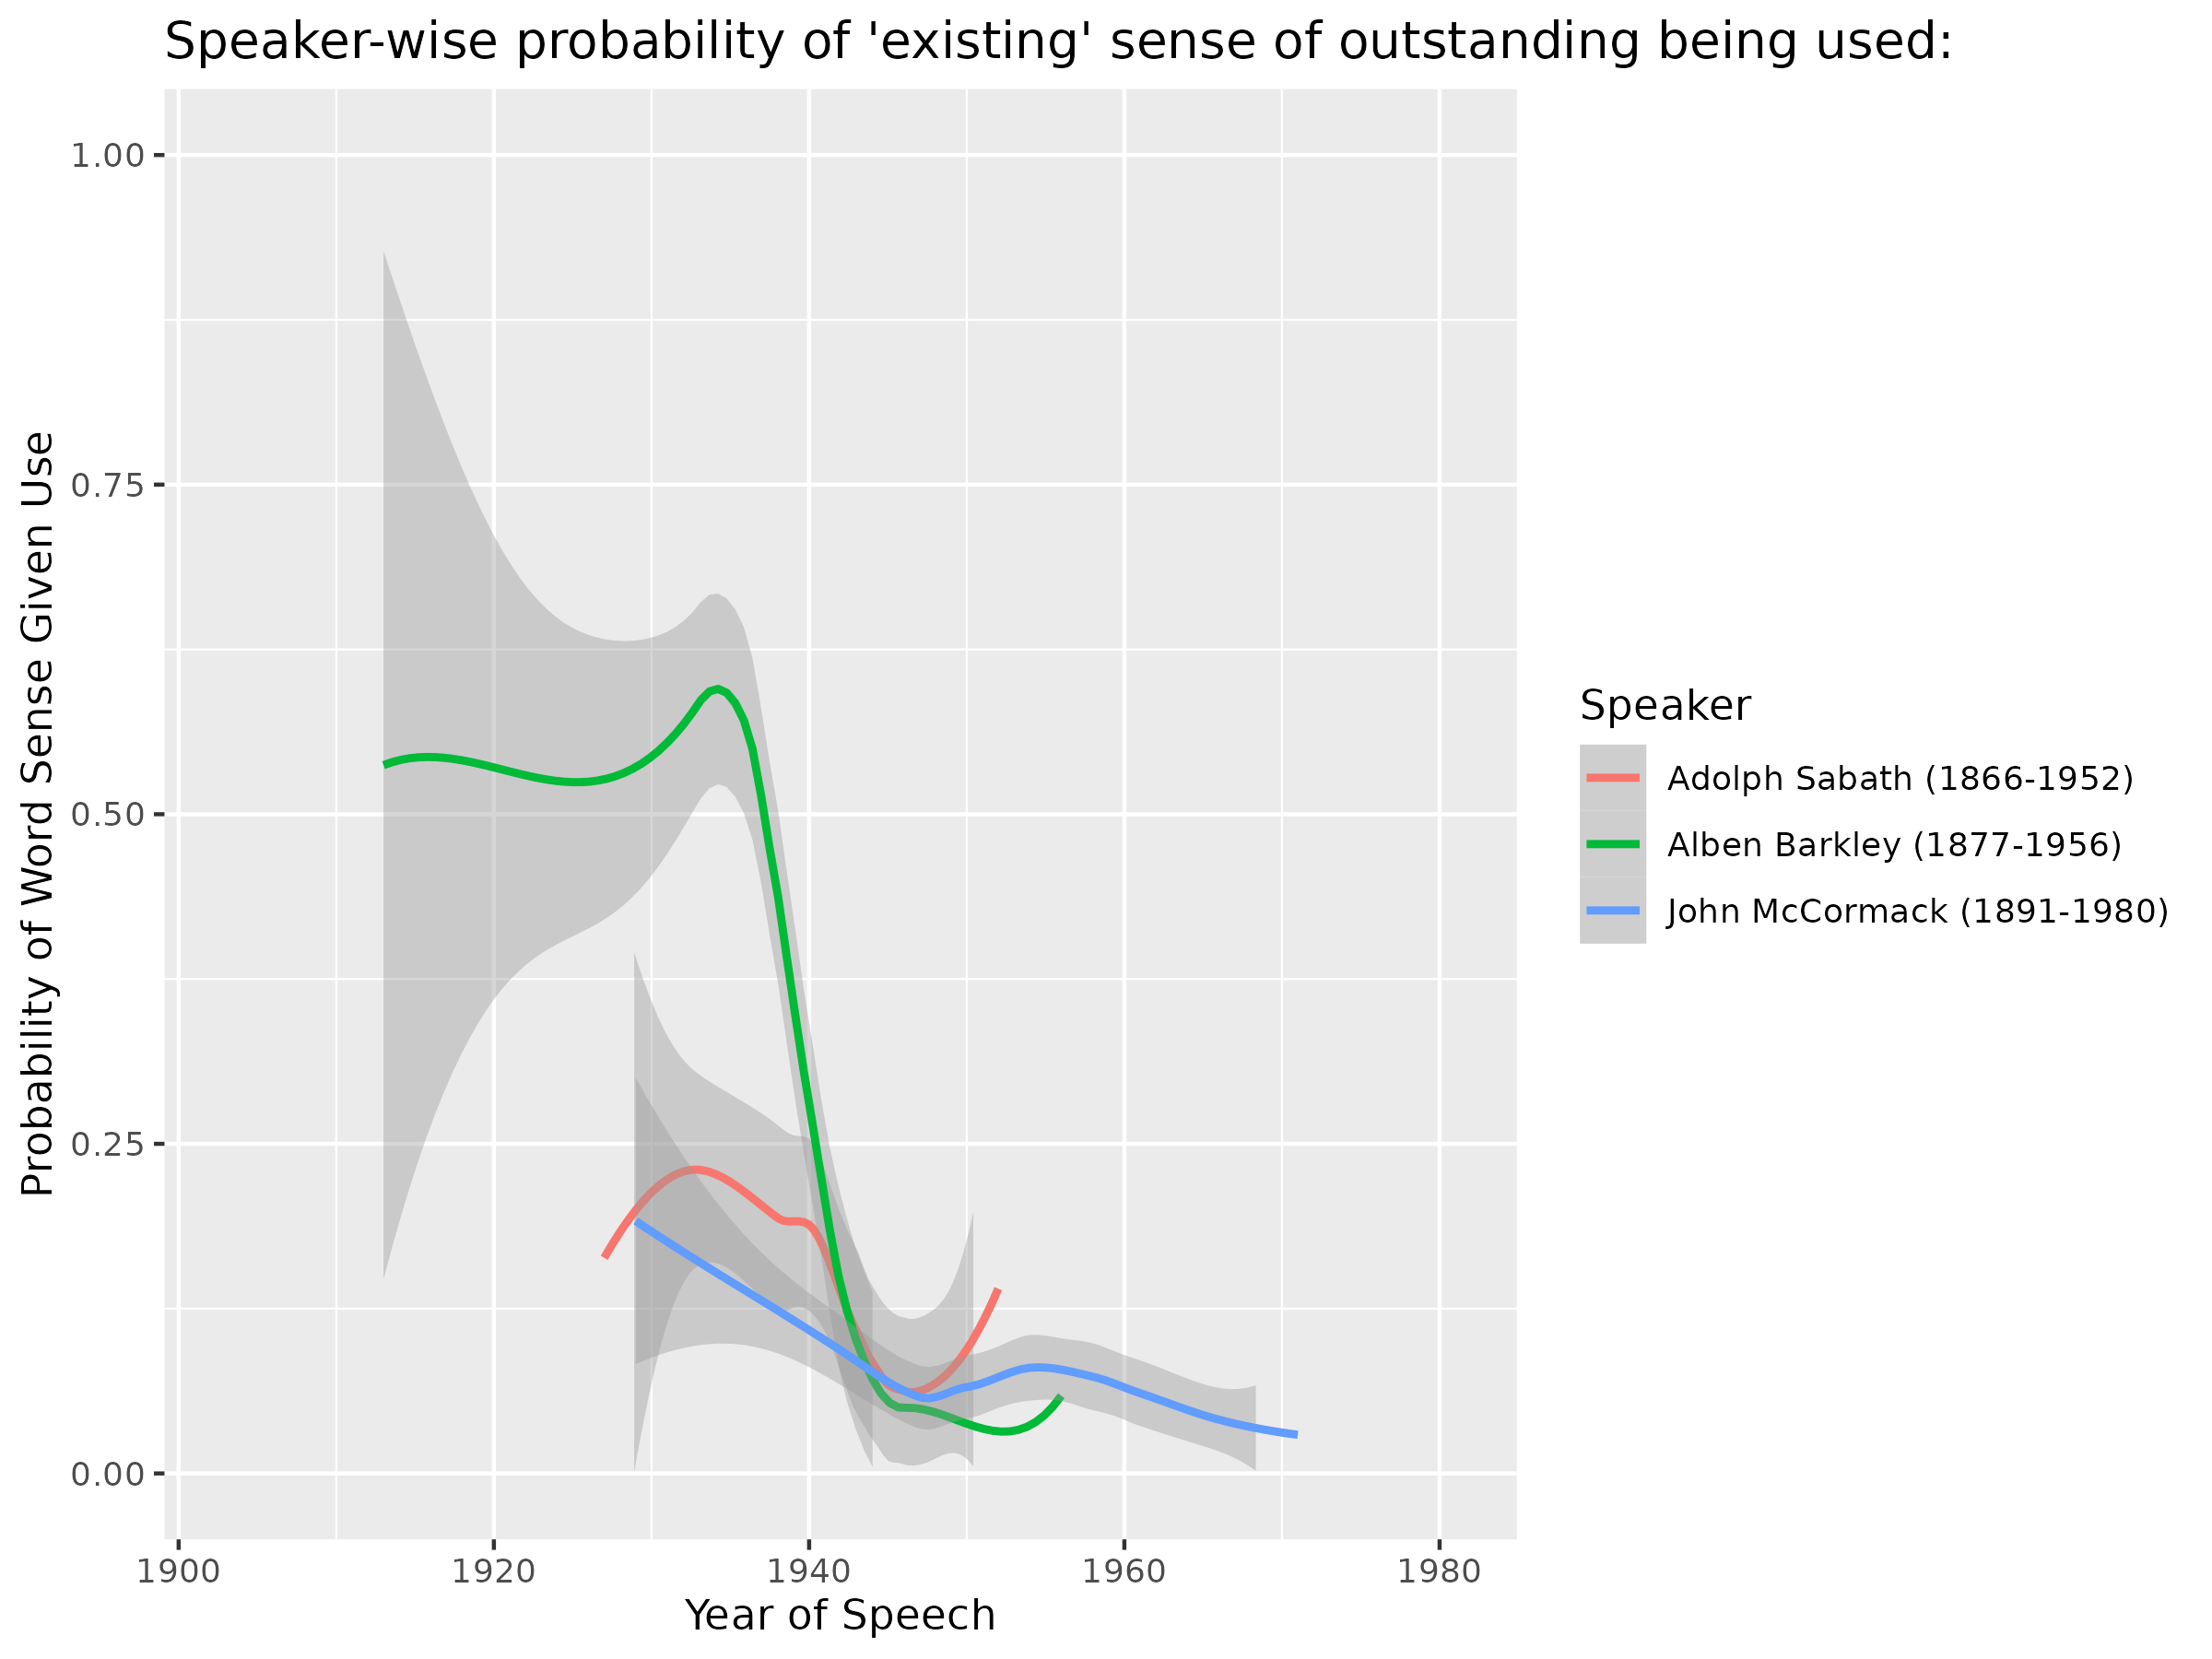 Speaker-wise probability of 'existing' sense of outstanding being used:
Probability of Word Sense Given Use
1.00
0.75
0.50
0.25
0.00
1900 1920 1940 1960 1980
Year of Speech
Speaker
Adolph Sabath (1866-1952)
Alben Barkley (1877-1956)
John McCormack (1891-1980)